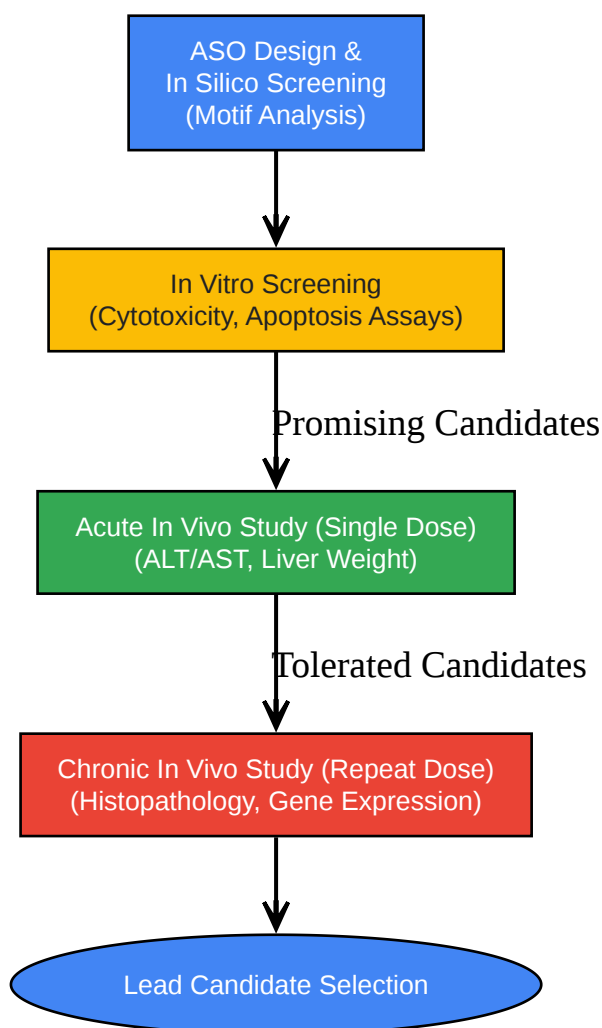 ASO Design &
In Silico Screening
(Motif Analysis)
In Vitro Screening
(Cytotoxicity, Apoptosis Assays)
Promising Candidates
Acute In Vivo Study (Single Dose)
(ALT/AST, Liver Weight)
Tolerated Candidates
Chronic In Vivo Study (Repeat Dose)
(Histopathology, Gene Expression)
Lead Candidate Selection